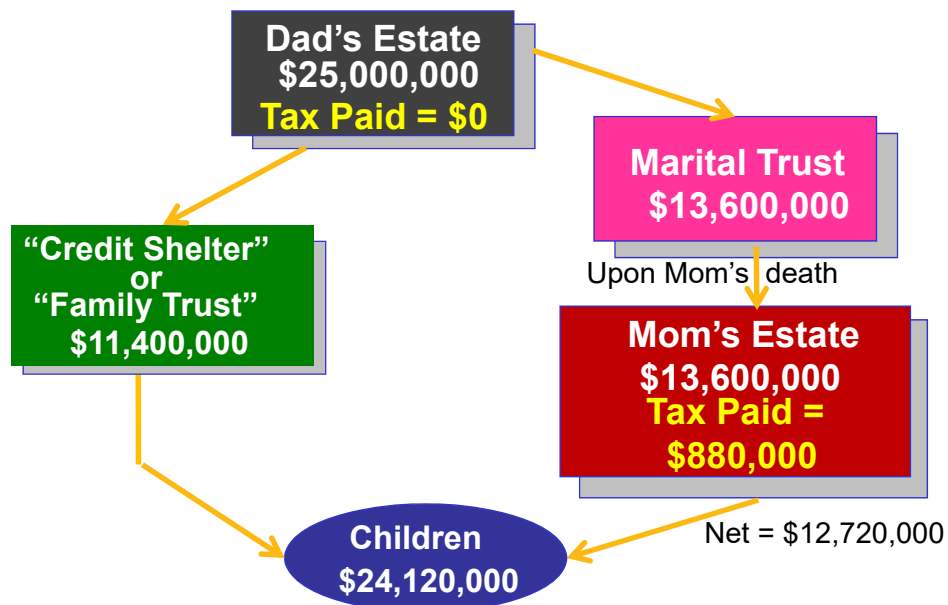 Dad’s Estate
$25,000,000
Tax Paid = $0
Marital Trust
$13,600,000
“Credit Shelter”
or
“Family Trust”
$11,400,000
Upon Mom’s death
Mom’s Estate
$13,600,000
Tax Paid =
$880,000
Net = $12,720,000
Children
$24,120,000